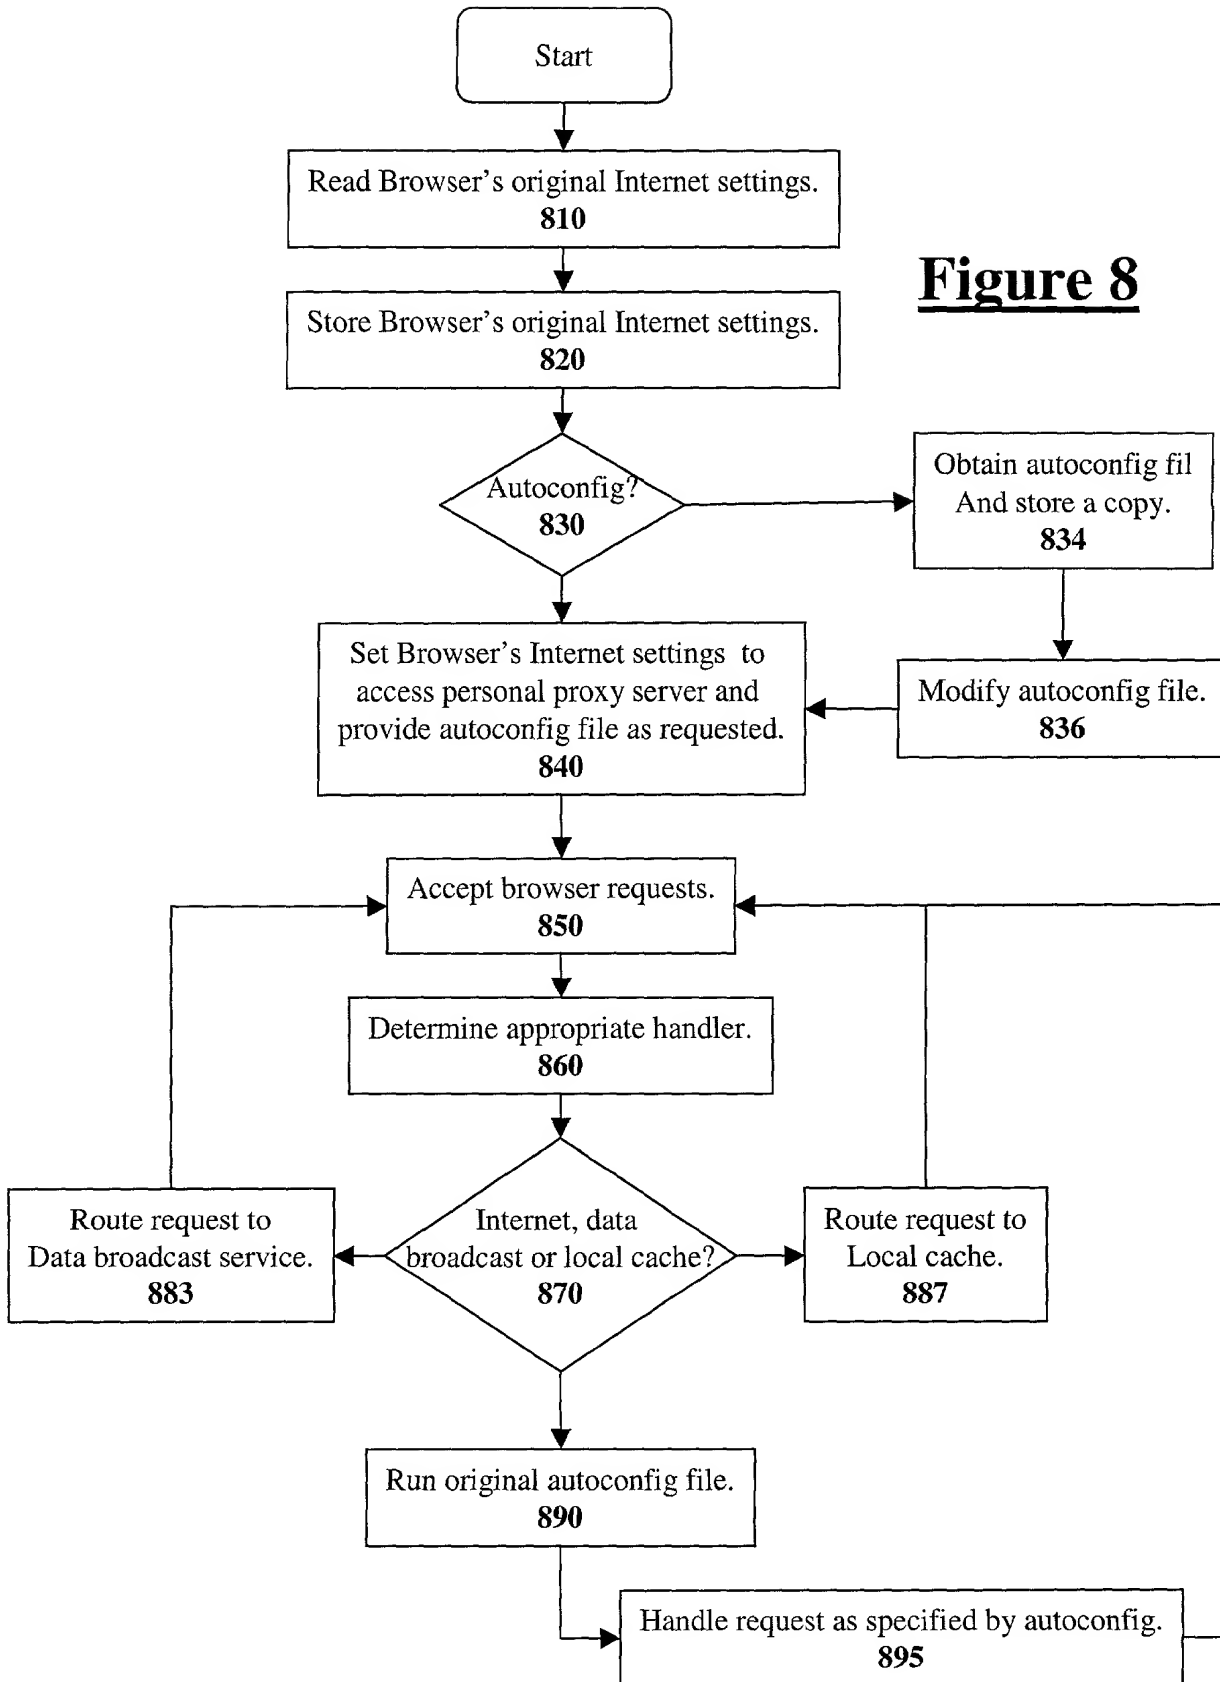 Start
Read Browser's original Internet settings.
810
Figure 8
Store Browser's original Internet settings.
820
Autoconfig?
830
Obtain autoconfig fil
And store a copy.
834
Set Browser's Internet settings to
access personal proxy server and
provide autoconfig file as requested.
840
Modify autoconfig file.
836
Accept browser requests.
850
Determine appropriate handler.
860
Route request to
Data broadcast service.
883
Internet, data
broadcast or local cache?
870
Route request to
Local cache.
887
Run original autoconfig file.
890
Handle request as specified by autoconfig.
895